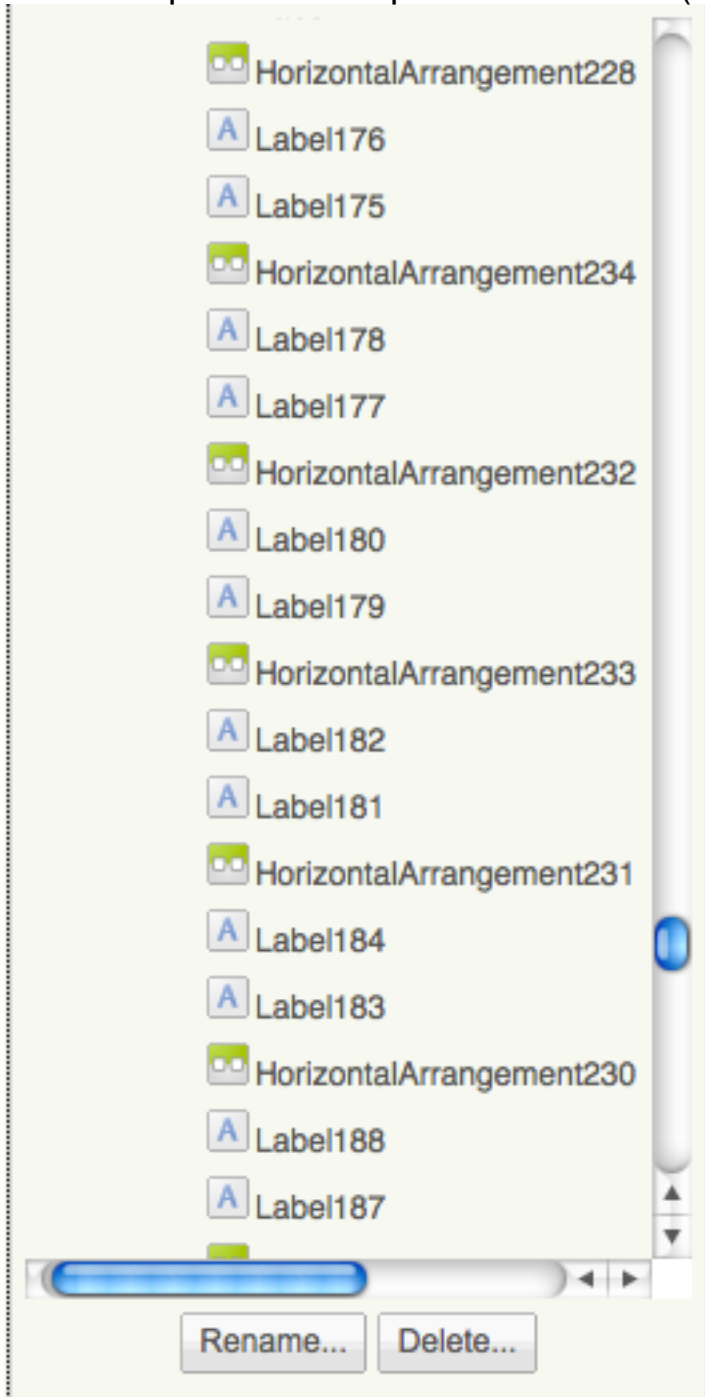 HorizontalArrangement228
A Label176
A Label175
HorizontalArrangement234
A Label178
A Label177
HorizontalArrangement232
A Label180
A Label179
HorizontalArrangement233
A Label182
A Label181
HorizontalArrangement231
A Label184
A Label183
HorizontalArrangement230
A Label188
A Label187
Rename... Delete...